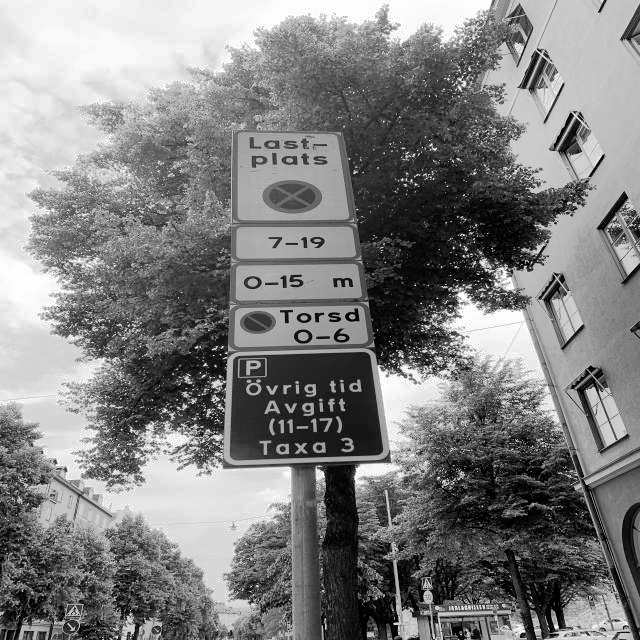 Last-
plats
7-19
0-15 m
Torsd
0-6
P
Övrig tid
Avgift
(11-17)
Taxa 3